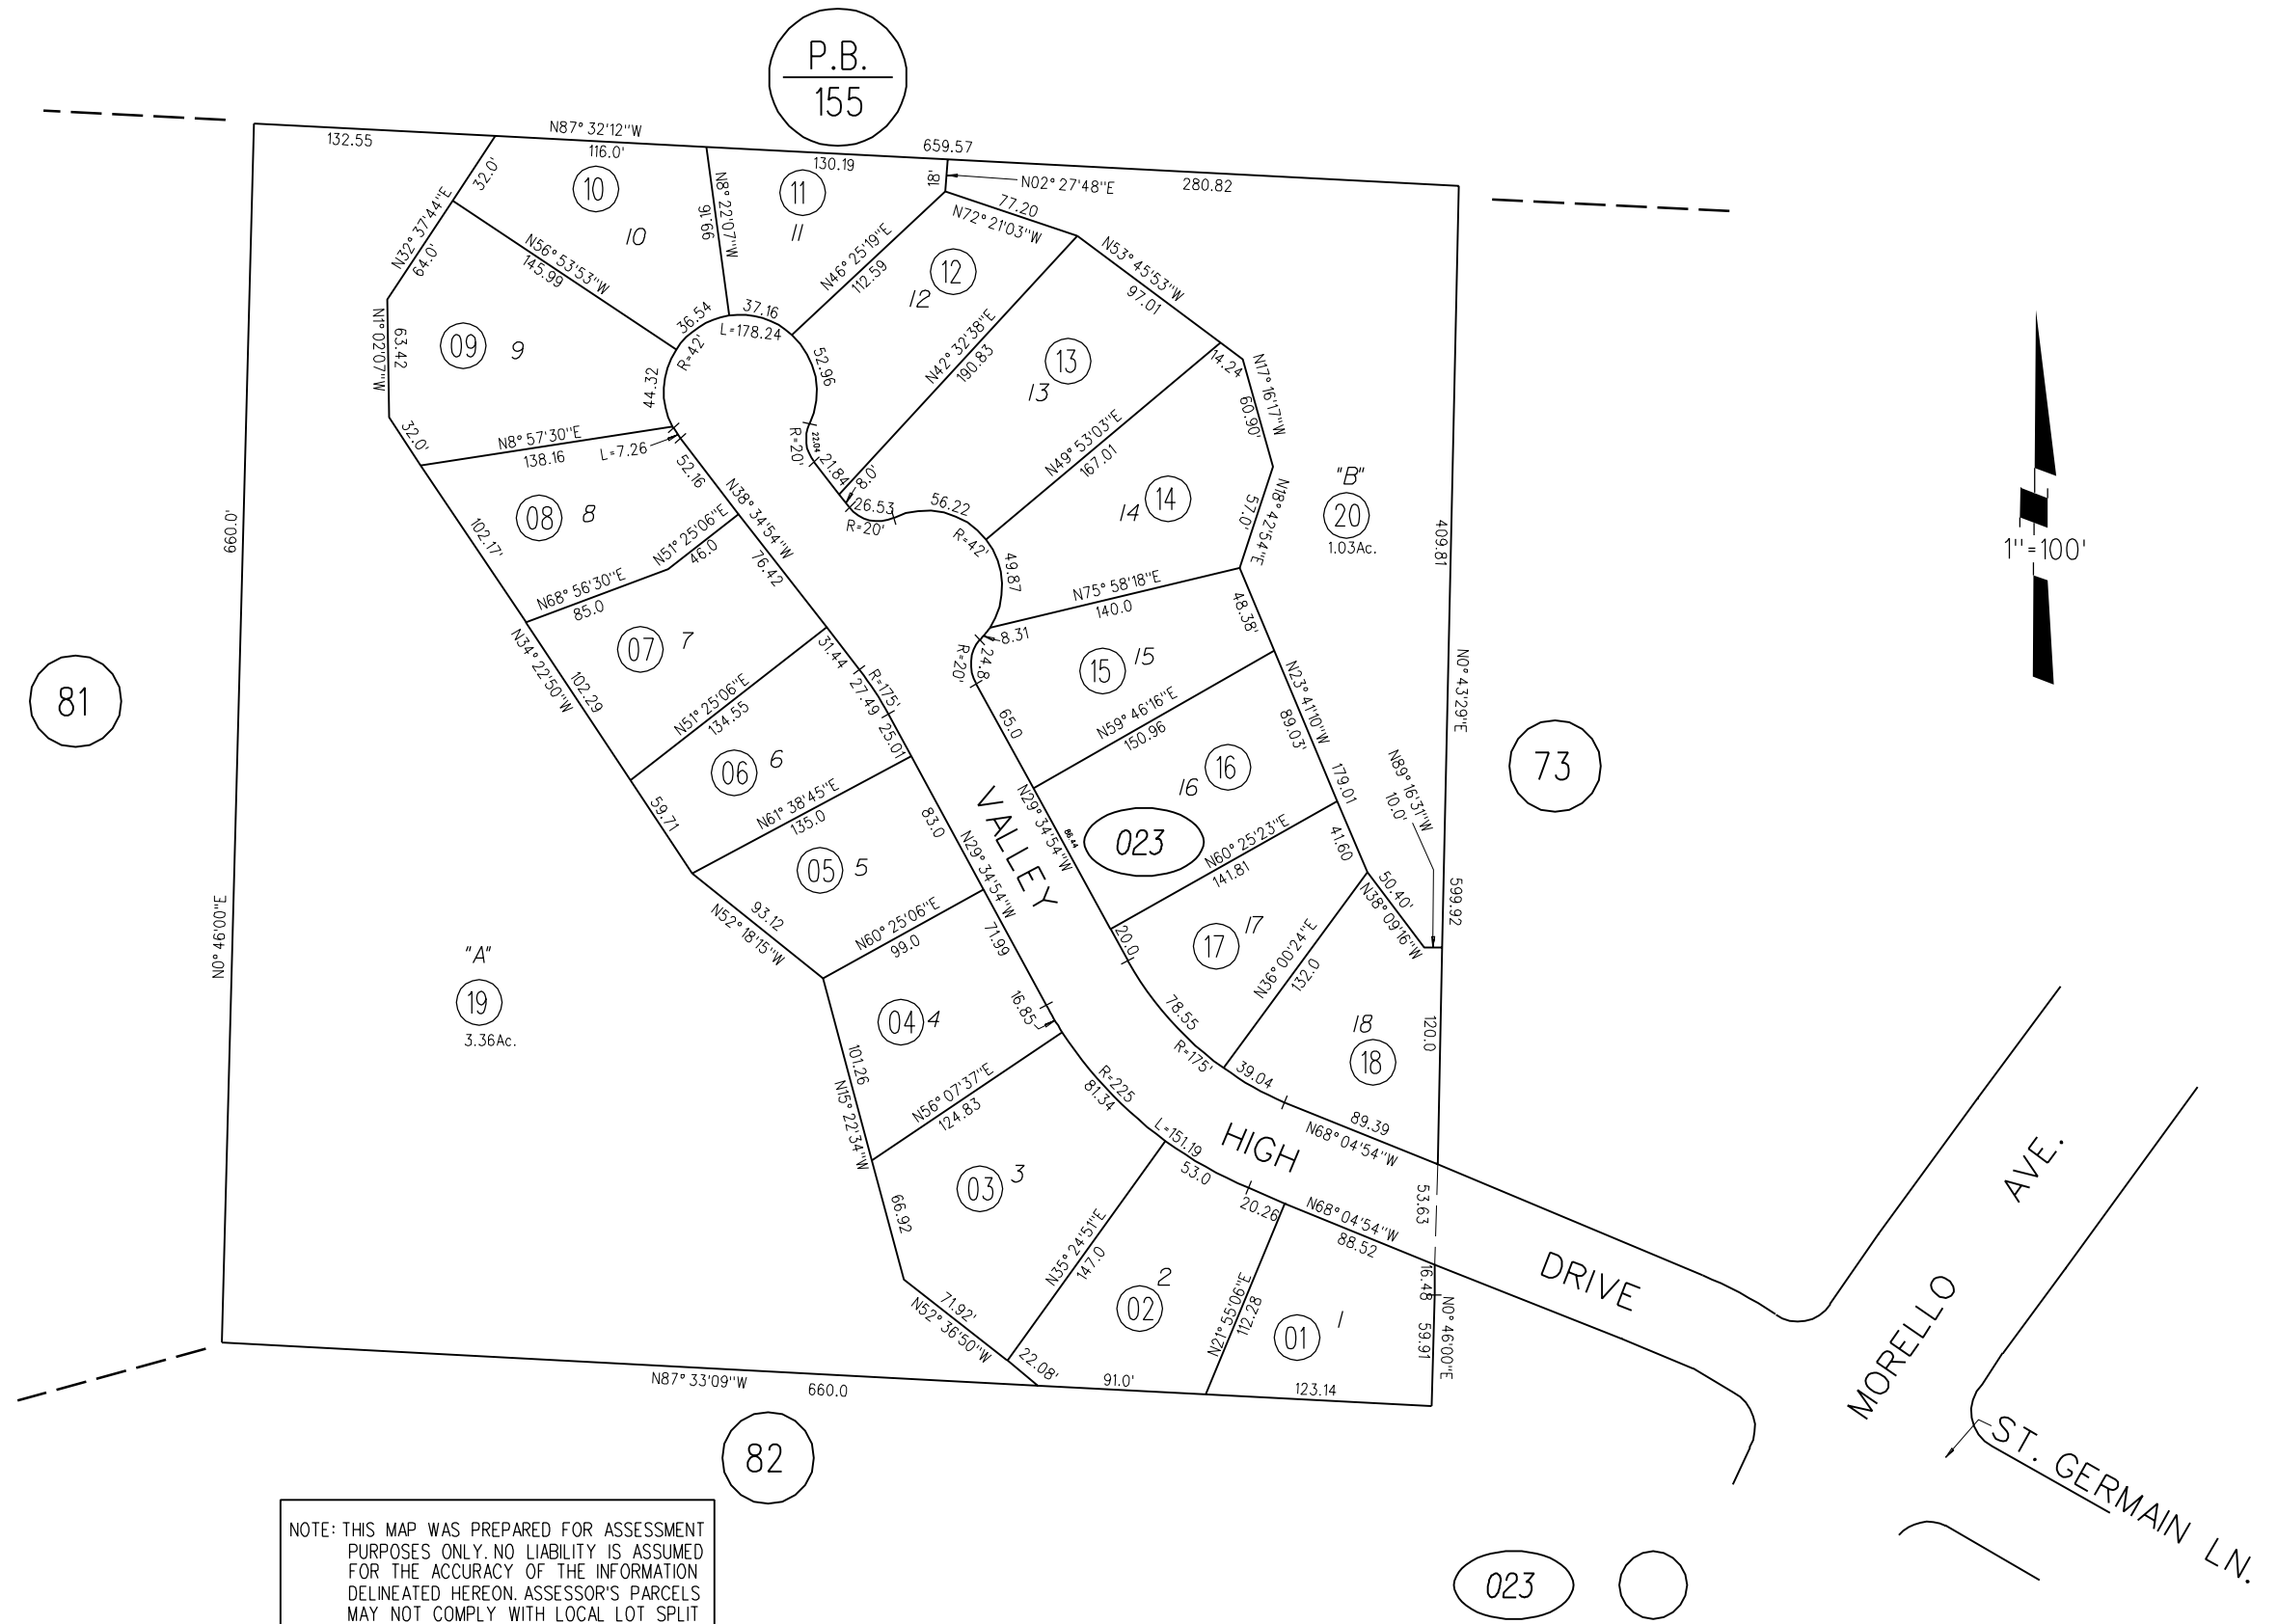 P.B.
155
N87° 32'12"W
659.57
132.55
116.0'
130.19
280.82
18'
N02° 27'48"E
32.0'
N32° 37'44"E
64.0'
10
10
N8° 22'07"W
99.16
11
11
N46° 25'19"E
112.59
77.20
N72° 21'03"W
12
12
N53° 45'53"W
97.01
N56° 53'53"W
145.99
36.54
37.16
L=178.24
R=42'
44.32
52.96
N42° 32'38"E
190.83
13
13
14.24
N17° 16'17"W
60.90'
N1° 02'07"W
63.42
09
9
32.0'
N8° 57'30"E
138.16
L=7.26
52.16
R=20'
22.04
21.84
8.0'
26.53
R=20'
56.22
R=42'
49.87
N49° 53'03"E
167.01
14
14
57.0'
N18° 42'54"E
"B"
20
1.03Ac.
409.81
1"=100'
660.0'
102.17'
08
8
N38° 34'54"W
76.42
N51° 25'06"E
46.0
N68° 56'30"E
85.0
N75° 58'18"E
140.0
8.31
24.8
R=20'
48.38'
15
15
07
7
N34° 22'50"W
102.29
N51° 25'06"E
134.55
31.44
R=175'
27.49
25.01
65.0
N59° 46'16"E
150.96
N23° 41'10"W
89.03'
179.01
N0° 43'29"E
81
73
06
6
59.71
N61° 38'45"E
135.0
83.0
16
16
N89° 16'31"W
10.0'
VALLEY
N29° 34'54"W
86.44
023
41.60
N60° 25'23"E
141.81
05
5
N29° 34'54"W
71.99
50.40'
N38° 09'16"W
599.92
N0° 46'00"E
93.12
N52° 18'15"W
N60° 25'06"E
99.0
20.0
17
17
N36° 00'24"E
132.0
"A"
19
3.36Ac.
04
4
16.85
78.55
R=175'
18
18
120.0
101.26
N15° 22'34"W
N56° 07'37"E
124.83
R=225
81.34
39.04
89.39
N68° 04'54"W
L=151.19
53.0
HIGH
03
3
66.92
20.26
N68° 04'54"W
88.52
53.63
16.48
DRIVE
MORELLO
AVE.
N35° 24'51"E
147.0
02
2
N21° 55'06"E
112.28
01
1
59.91
N0° 46'00"E
71.92'
N52° 36'50"W
22.08'
91.0'
123.14
N87° 33'09"W
660.0
82
ST. GERMAIN LN.
NOTE: THIS MAP WAS PREPARED FOR ASSESSMENT
PURPOSES ONLY. NO LIABILITY IS ASSUMED
FOR THE ACCURACY OF THE INFORMATION
DELINEATED HEREON. ASSESSOR'S PARCELS
MAY NOT COMPLY WITH LOCAL LOT SPLIT
023